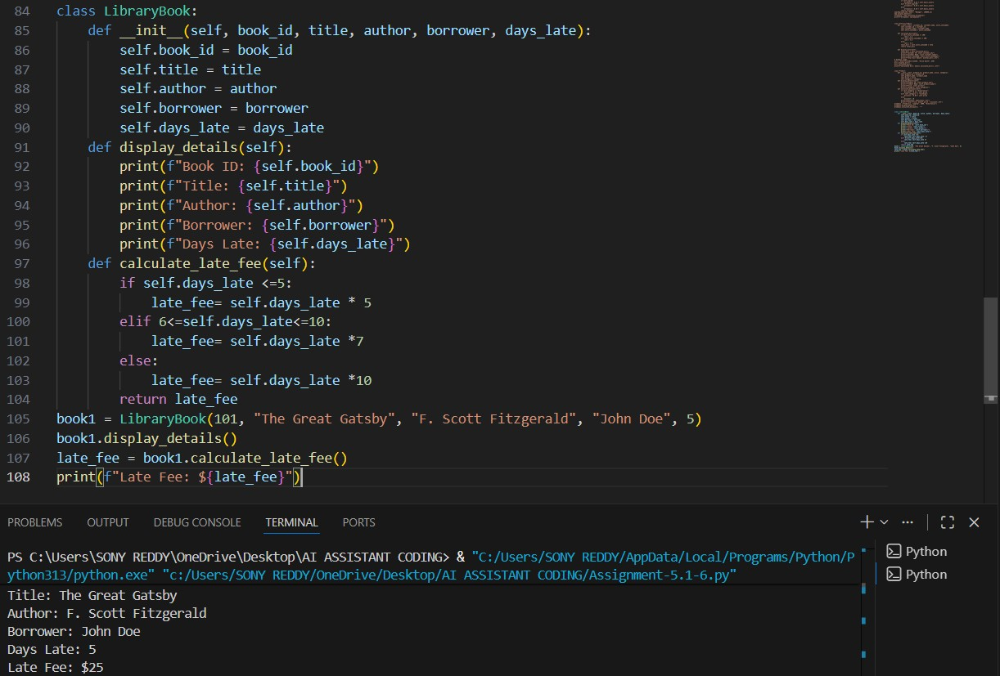 84 class LibraryBook:
85     def __init__(self, book_id, title, author, borrower, days_late):
86         self.book_id = book_id
87         self.title = title
88         self.author = author
89         self.borrower = borrower
90         self.days_late = days_late
91     def display_details(self):
92         print(f"Book ID: {self.book_id}")
93         print(f"Title: {self.title}")
94         print(f"Author: {self.author}")
95         print(f"Borrower: {self.borrower}")
96         print(f"Days Late: {self.days_late}")
97     def calculate_late_fee(self):
98         if self.days_late <=5:
99             late_fee= self.days_late * 5
100         elif 6<=self.days_late<=10:
101             late_fee= self.days_late *7
102         else:
103             late_fee= self.days_late *10
104         return late_fee
105 book1 = LibraryBook(101, "The Great Gatsby", "F. Scott Fitzgerald", "John Doe", 5)
106 book1.display_details()
107 late_fee = book1.calculate_late_fee()
108 print(f"Late Fee: ${late_fee}")
PROBLEMS OUTPUT DEBUG CONSOLE TERMINAL PORTS
PS C:\Users\SONY REDDY\OneDrive\Desktop\AI ASSISTANT CODING> & "C:/Users/SONY REDDY/AppData/Local/Programs/Python/P
ython313/python.exe" "c:/Users/SONY REDDY/OneDrive/Desktop/AI ASSISTANT CODING/Assignment-5.1-6.py"
Title: The Great Gatsby
Author: F. Scott Fitzgerald
Borrower: John Doe
Days Late: 5
Late Fee: $25
Python
Python